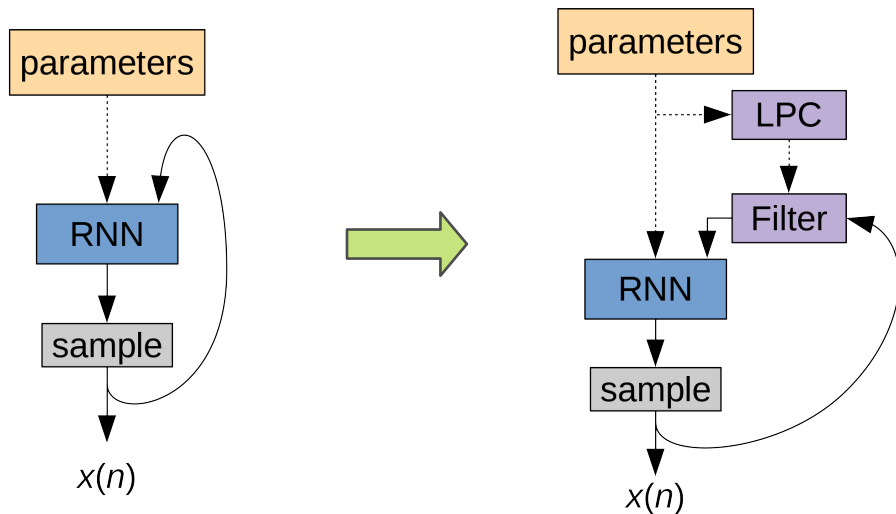 parameters
RNN
sample
x(n)
parameters
LPC
Filter
RNN
sample
x(n)